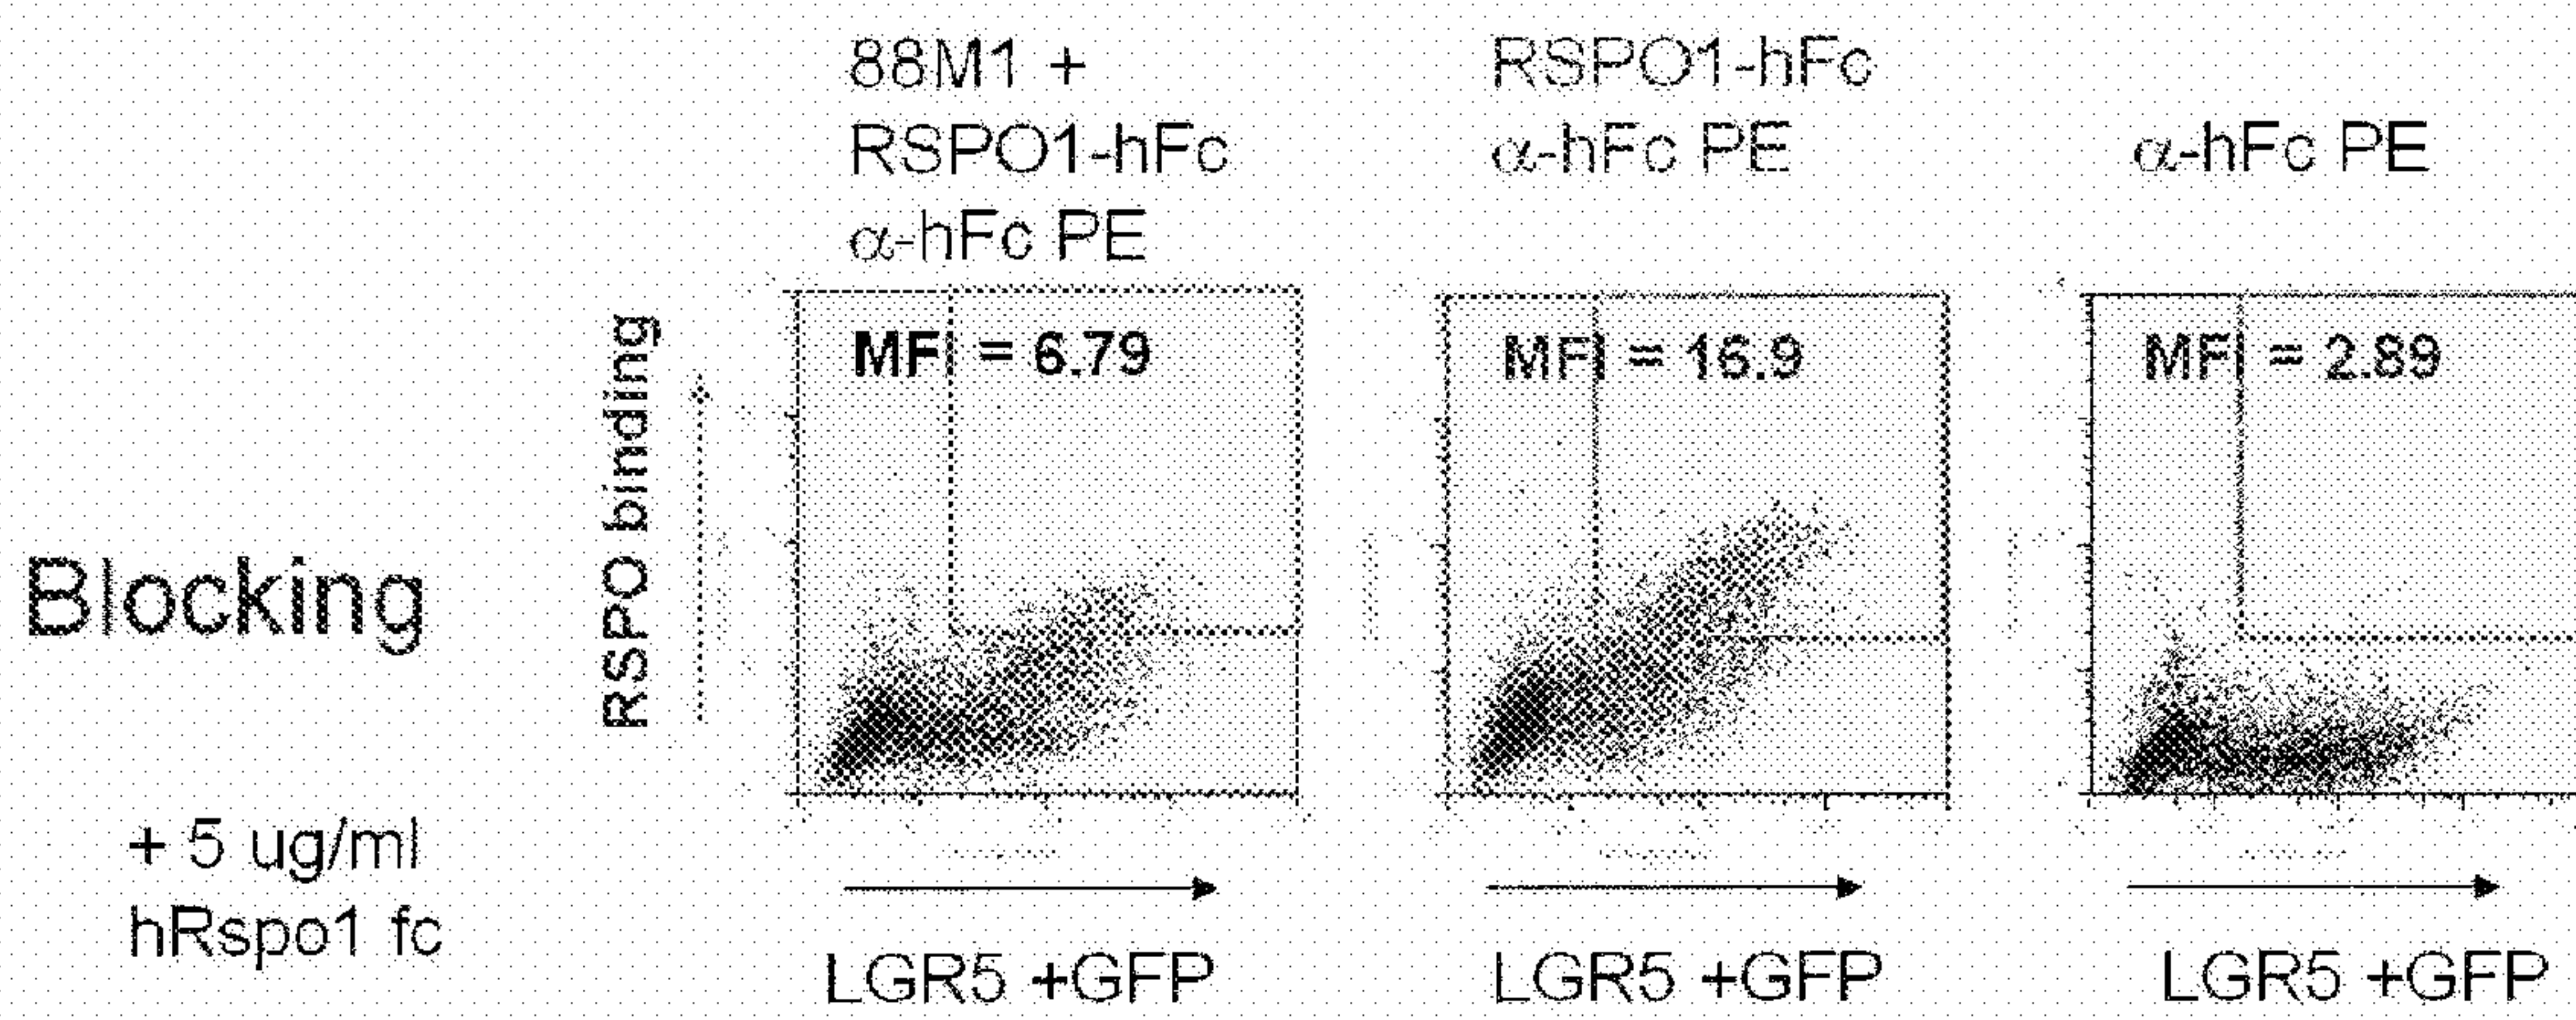 88M1 +
RSPO1-hFc
α-hFc PE
RSPO1-hFc
α-hFc PE
α-hFc PE
MFI = 6.79
MFI = 16.9
MFI = 2.89
RSPO binding
Blocking
+ 5 ug/ml
hRspo1 fc
LGR5 +GFP
LGR5 +GFP
LGR5 +GFP